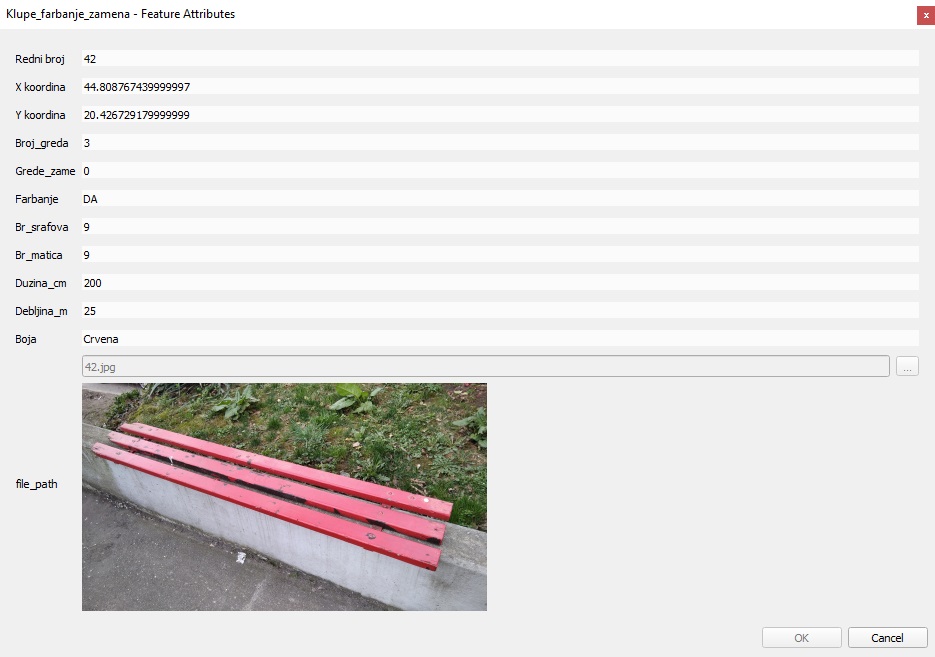 Klupe_farbanje_zamena - Feature Attributes
x
Redni broj 42
X koordina 44.808767439999997
Y koordina 20.426729179999999
Broj_greda 3
Grede_zame 0
Farbanje DA
Br_srafova 9
Br_matica 9
Duzina_cm 200
Debljina_m 25
Boja Crvena
42.jpg ...
file_path
OK Cancel